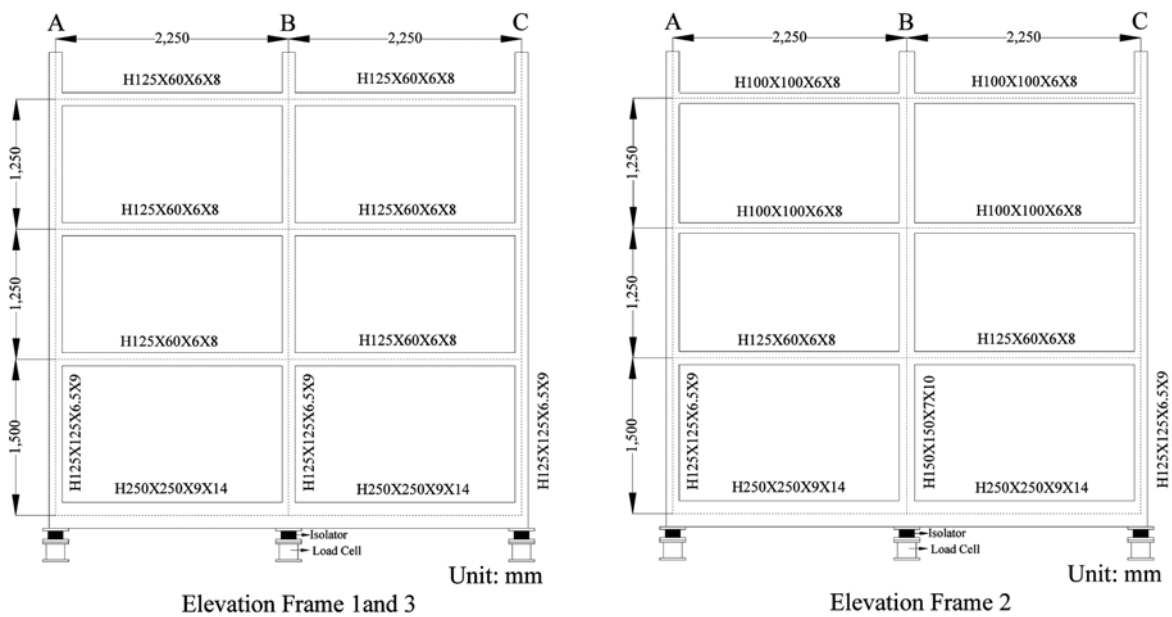 A B C
2,250 2,250
H125X60X6X8 H125X60X6X8
1,250
H125X60X6X8 H125X60X6X8
1,250
H125X60X6X8 H125X60X6X8
1,500
H125X125X6.5X9 H125X125X6.5X9 H125X125X6.5X9
H250X250X9X14 H250X250X9X14
Isolator
Load Cell
Unit: mm
Elevation Frame 1and 3
A B C
2,250 2,250
H100X100X6X8 H100X100X6X8
1,250
H100X100X6X8 H100X100X6X8
1,250
H125X60X6X8 H125X60X6X8
1,500
H125X125X6.5X9 H150X150X7X10 H125X125X6.5X9
H250X250X9X14 H250X250X9X14
Isolator
Load Cell
Unit: mm
Elevation Frame 2